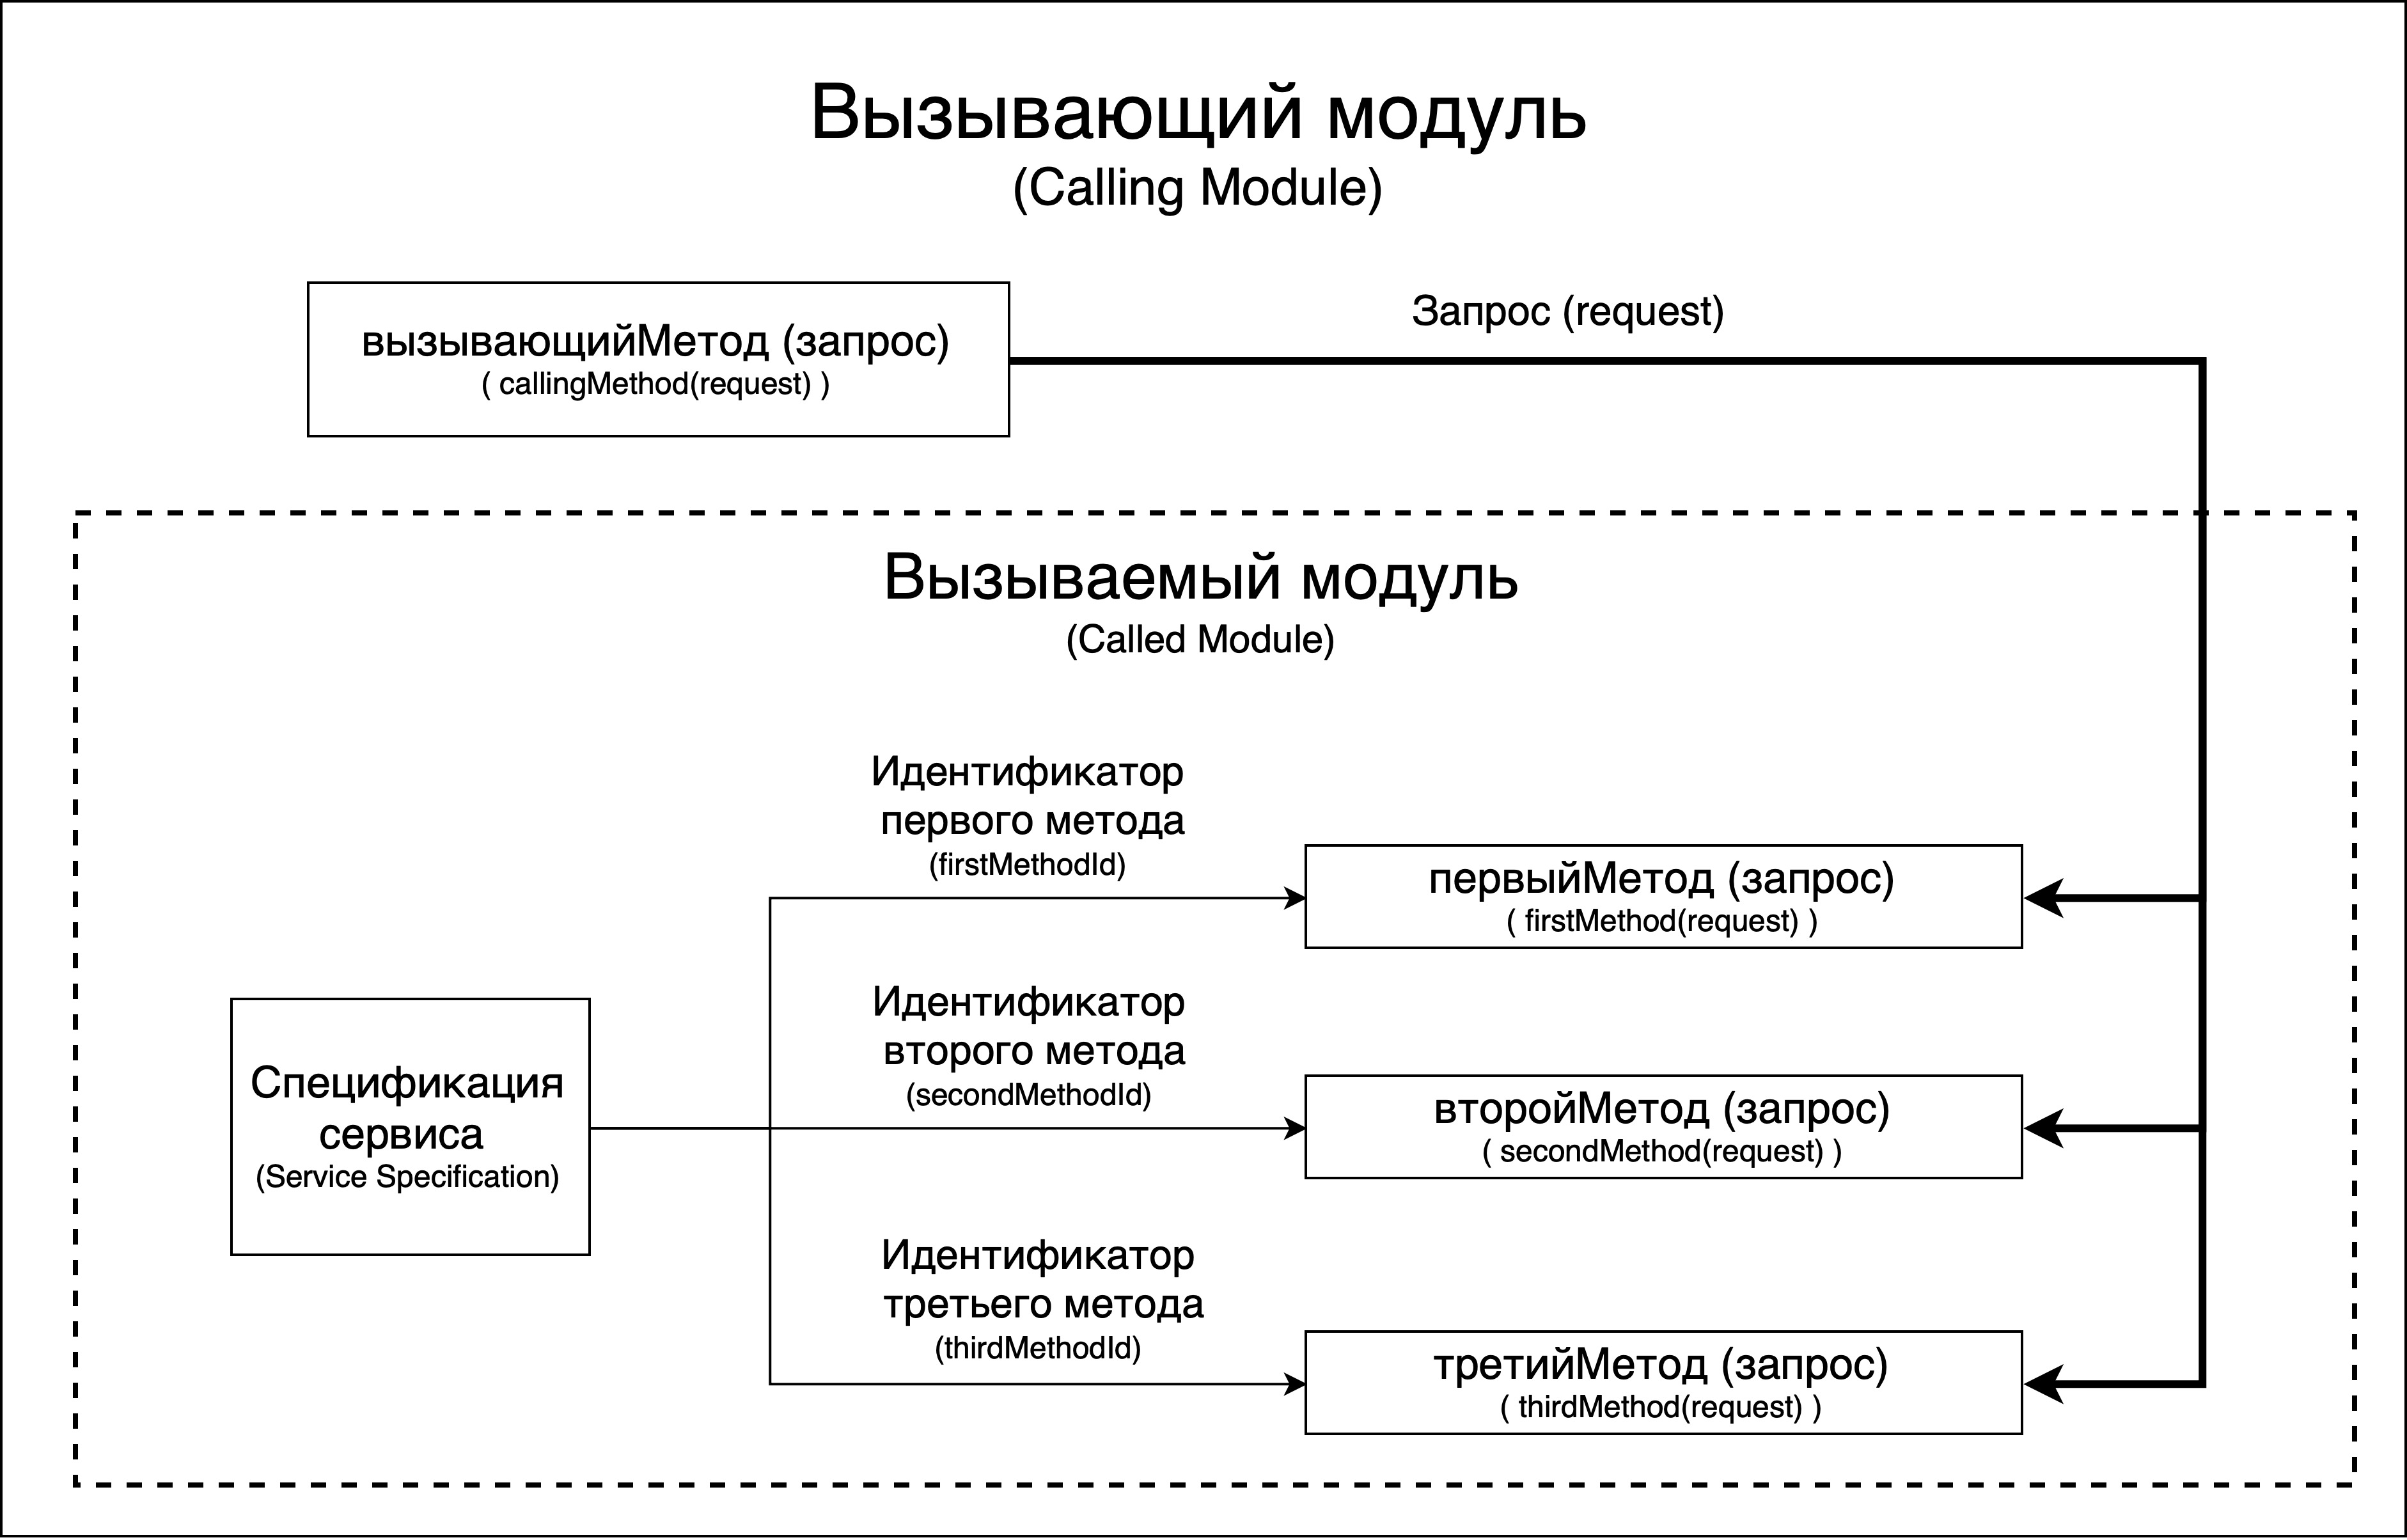 Вызывающий модуль
(Calling Module)
вызывающийМетод (запрос)
( callingMethod(request) )
Запрос (request)
Вызываемый модуль
(Called Module)
Идентификатор
первого метода
(firstMethodId)
первыйМетод (запрос)
( firstMethod(request) )
Идентификатор
второго метода
(secondMethodId)
второйМетод (запрос)
( secondMethod(request) )
Спецификация
сервиса
(Service Specification)
Идентификатор
третьего метода
(thirdMethodId)
третийМетод (запрос)
( thirdMethod(request) )